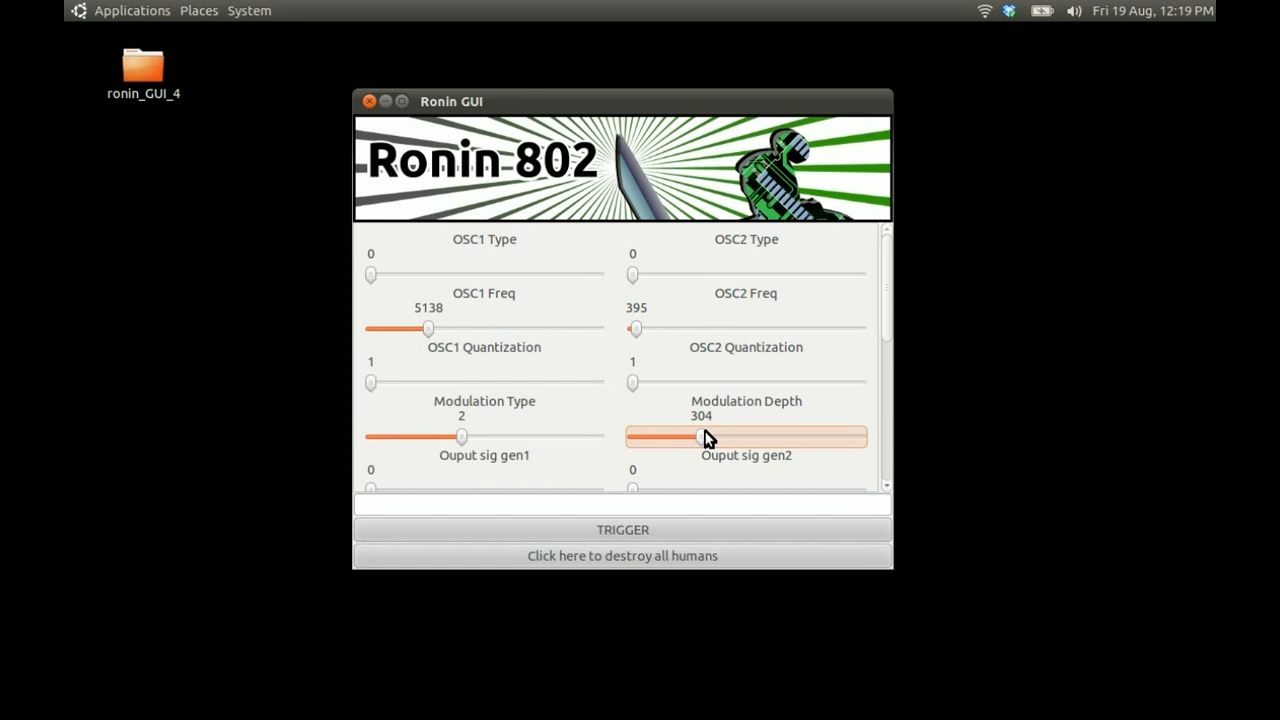 Applications Places System
Fri 19 Aug, 12:19 PM
ronin_GUI_4
Ronin GUI
Ronin 802
OSC1 Type
OSC2 Type
0
0
OSC1 Freq
OSC2 Freq
5138
395
OSC1 Quantization
OSC2 Quantization
1
1
Modulation Type
Modulation Depth
2
304
Ouput sig gen1
Ouput sig gen2
0
0
TRIGGER
Click here to destroy all humans